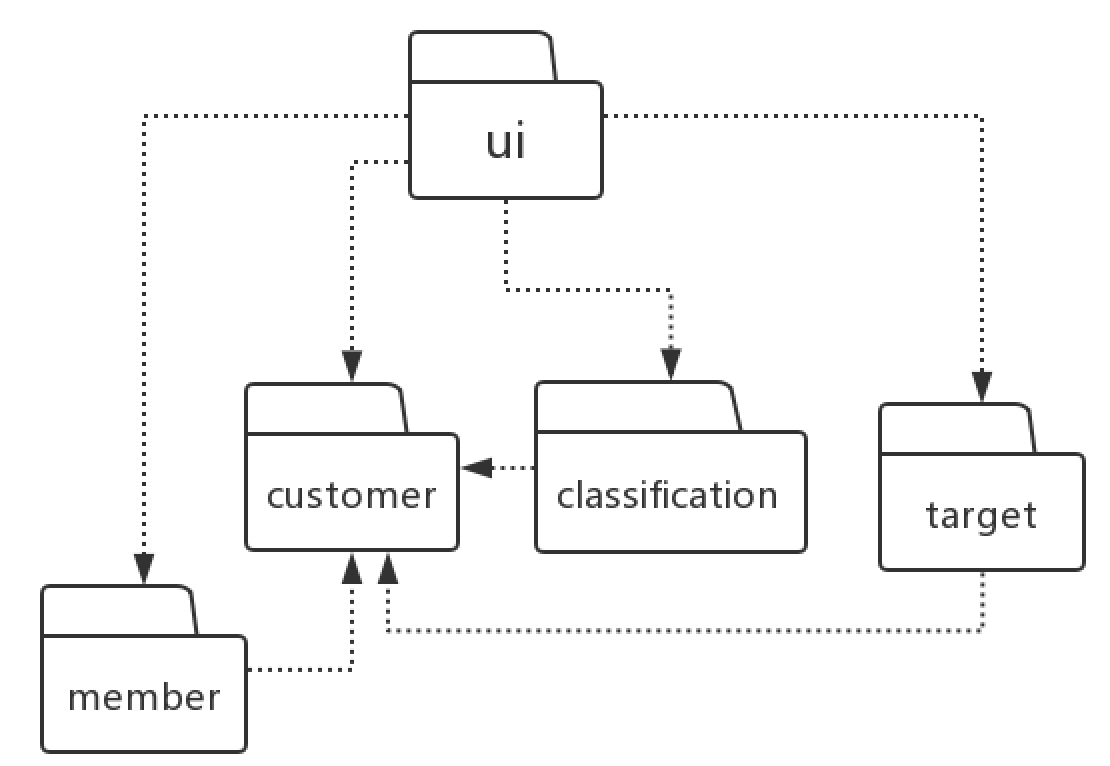 ui
customer
classification
target
member